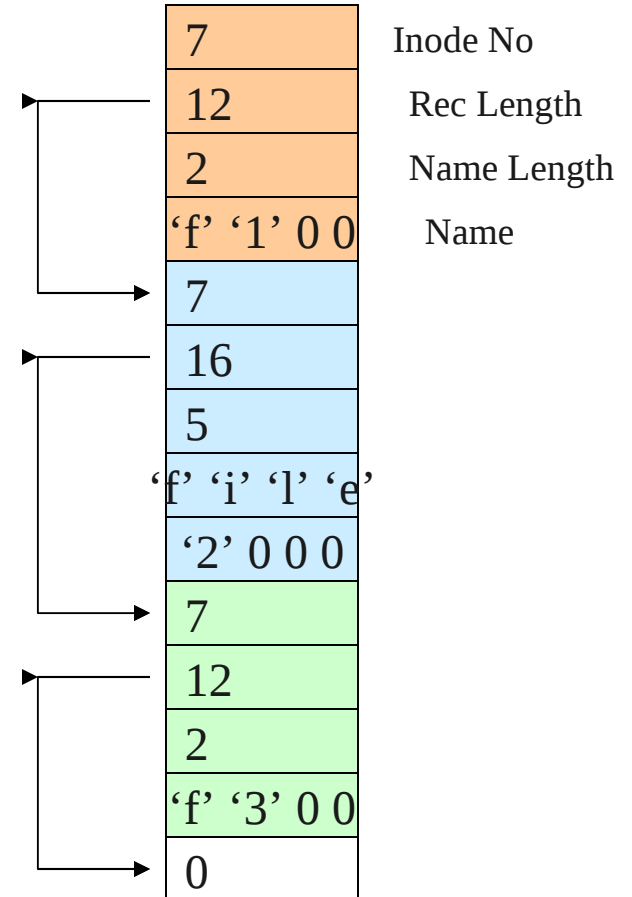 7 Inode No
12 Rec Length
2 Name Length
‘f’ ‘1’ 0 0 Name
7
16
5
‘f’ ‘i’ ‘l’ ‘e’
‘2’ 0 0 0
7
12
2
‘f’ ‘3’ 0 0
0